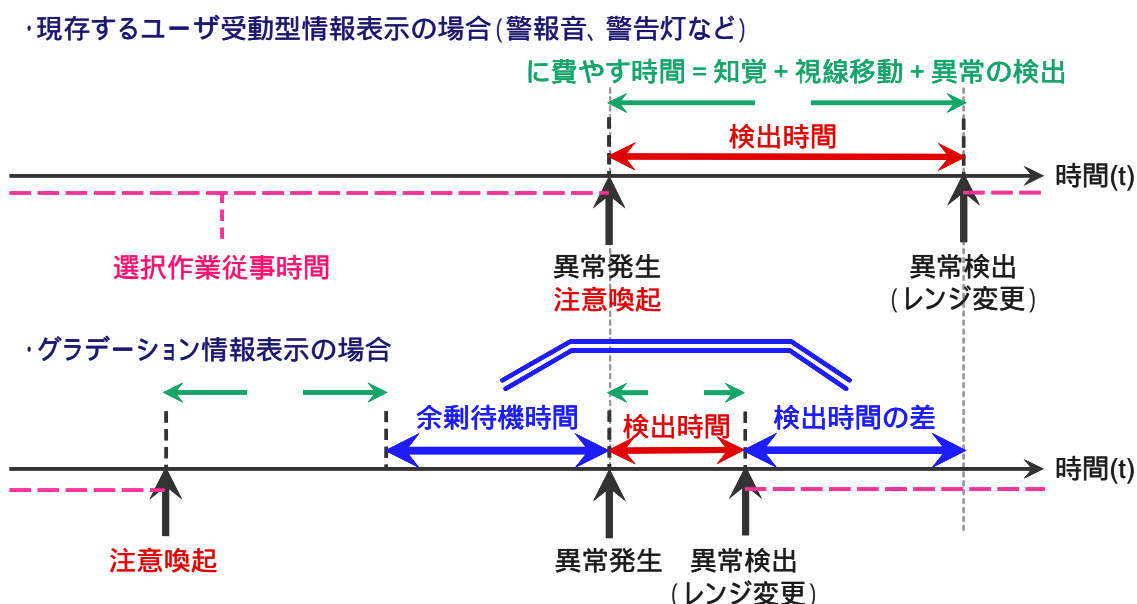 ・現存するユーザ受動型情報表示の場合(警報音、警告灯など)
に費やす時間 = 知覚 + 視線移動 + 異常の検出
検出時間
時間(t)
選択作業従事時間
異常発生
注意喚起
異常検出
(レンジ変更)
・グラデーション情報表示の場合
余剰待機時間
検出時間
検出時間の差
時間(t)
注意喚起
異常発生
異常検出
(レンジ変更)